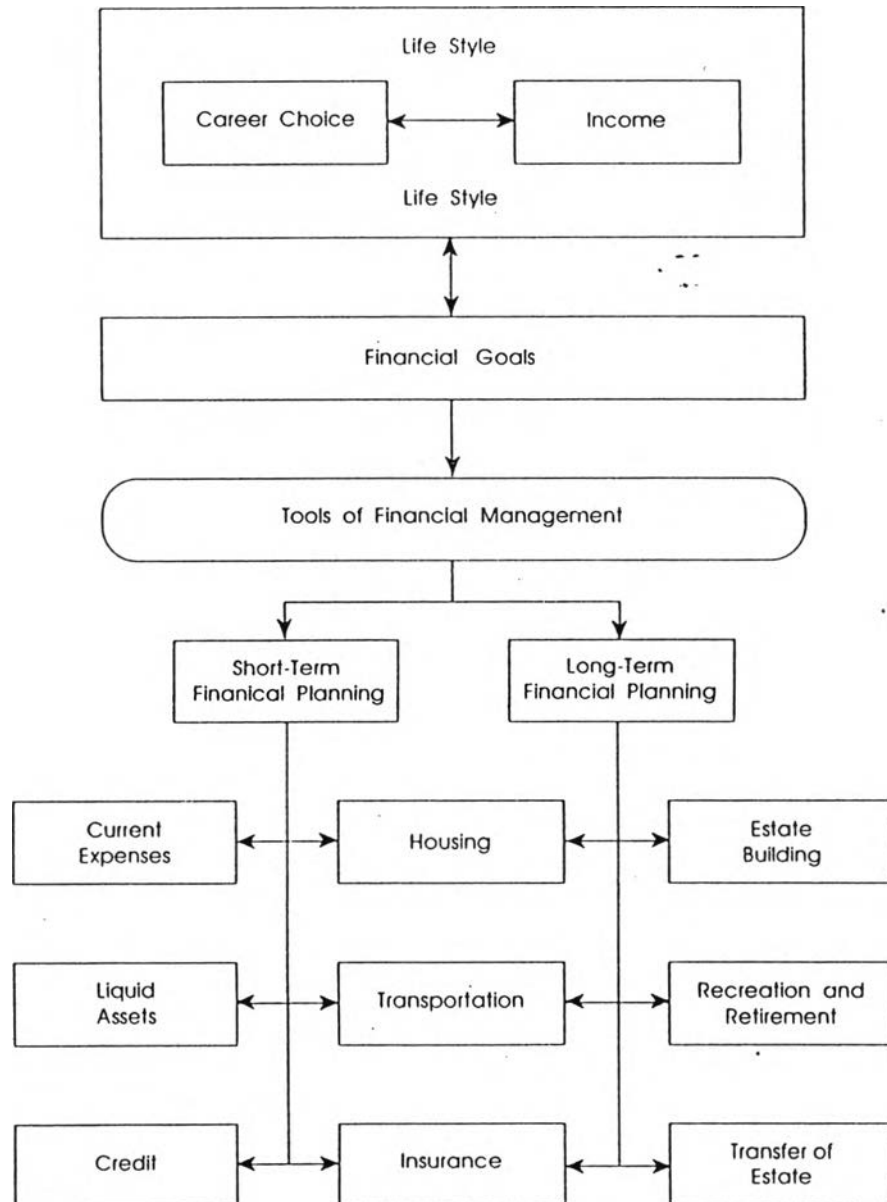 Life Style
Career Choice
Income
Life Style
Financial Goals
Tools of Financial Management
Short-Term
Finanical Planning
Long-Term
Financial Planning
Current
Expenses
Housing
Estate
Building
Liquid
Assets
Transportation
Recreation and
Retirement
Credit
Insurance
Transfer of
Estate